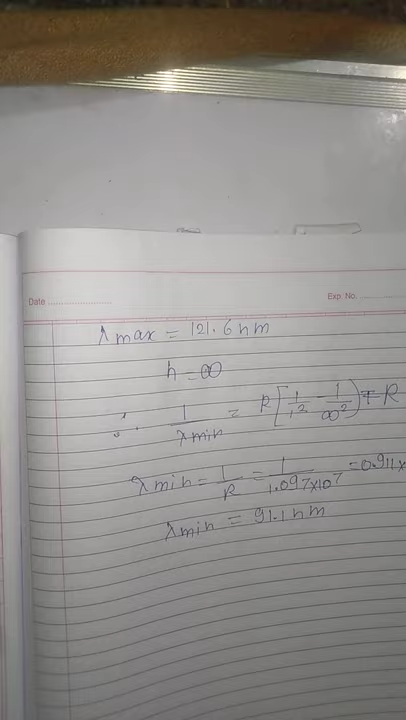 Date ....................
Exp. No. ..............
λmax = 121.6 nm
n = ∞
∴ 1/λmin = R[1/1² - 1/∞²) = R
λmin = 1/R = 1/1.097×10⁷ = 0.911×
λmin = 91.1 nm